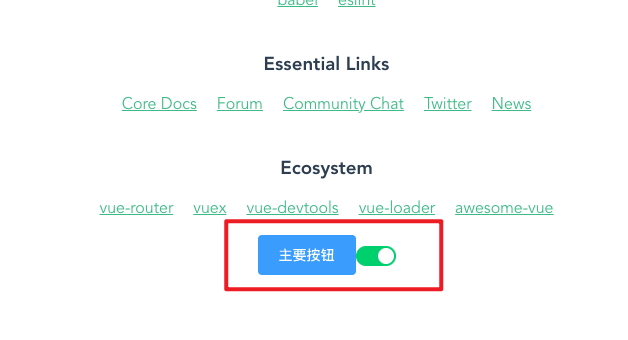 babel eslint
Essential Links
Core Docs Forum Community Chat Twitter News
Ecosystem
vue-router vuex vue-devtools vue-loader awesome-vue
主要按钮